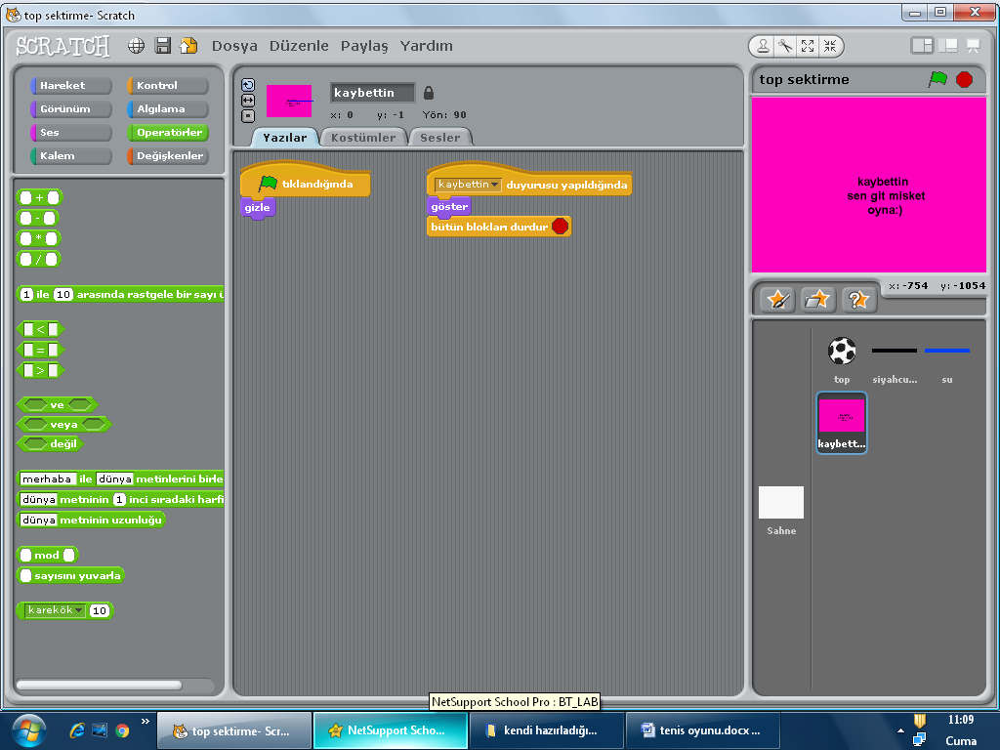 top sektirme- Scratch
SCRATCH
Dosya Düzenle Paylaş Yardım
Hareket
Kontrol
Görünüm
Algılama
Ses
Operatörler
Kalem
Değişkenler
+
-
*
/
1 ile 10 arasında rastgele bir sayı ü
<
=
>
ve
veya
değil
merhaba ile dünya metinlerini birle
dünya metninin 1 inci sıradaki harfi
dünya metninin uzunluğu
mod
sayısını yuvarla
karekök 10
kaybettin
x: 0 y: -1 Yön: 90
Yazılar
Kostümler
Sesler
tıklandığında
gizle
kaybettin duyurusu yapıldığında
göster
bütün blokları durdur
top sektirme
kaybettin
sen git misket
oyna:)
x: -754 y: -1054
top
siyahcu...
su
kaybett...
Sahne
NetSupport School Pro : BT_LAB
top sektirme- Scr...
NetSupport Scho...
kendi hazırladığı...
tenis oyunu.docx ...
11:09
Cuma